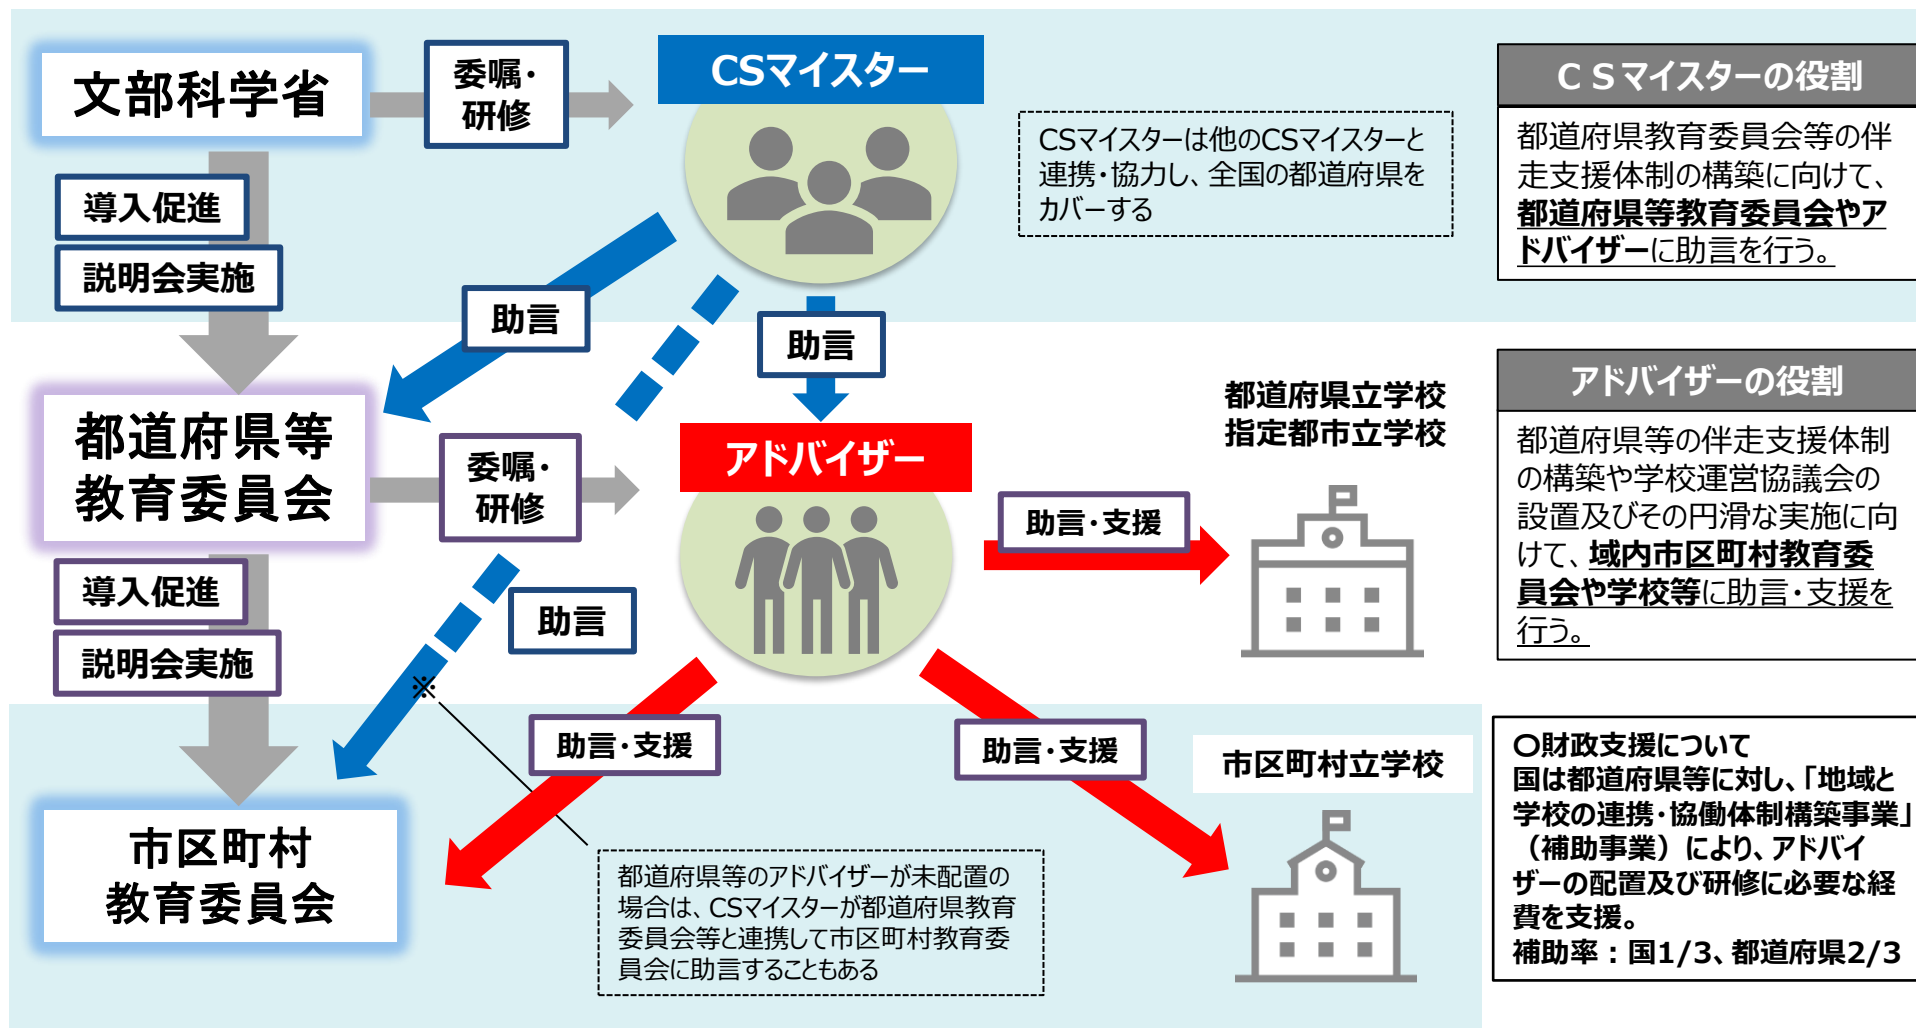 文部科学省
委嘱・
研修
CSマイスター
CSマイスターは他のCSマイスターと
連携・協力し、全国の都道府県を
カバーする
CSマイスターの役割
都道府県教育委員会等の伴
走支援体制の構築に向けて、
都道府県等教育委員会やア
ドバイザーに助言を行う。
導入促進
説明会実施
助言
助言
都道府県等
教育委員会
委嘱・
研修
アドバイザー
都道府県立学校
指定都市立学校
助言・支援
アドバイザーの役割
都道府県等の伴走支援体制
の構築や学校運営協議会の
設置及びその円滑な実施に向
けて、域内市区町村教育委
員会や学校等に助言・支援を
行う。
導入促進
説明会実施
助言
※
助言・支援
助言・支援
市区町村立学校
市区町村
教育委員会
都道府県等のアドバイザーが未配置の
場合は、CSマイスターが都道府県教育
委員会等と連携して市区町村教育委
員会に助言することもある
〇財政支援について
国は都道府県等に対し、「地域と
学校の連携・協働体制構築事業」
（補助事業）により、アドバイ
ザーの配置及び研修に必要な経
費を支援。
補助率：国1/3、都道府県2/3